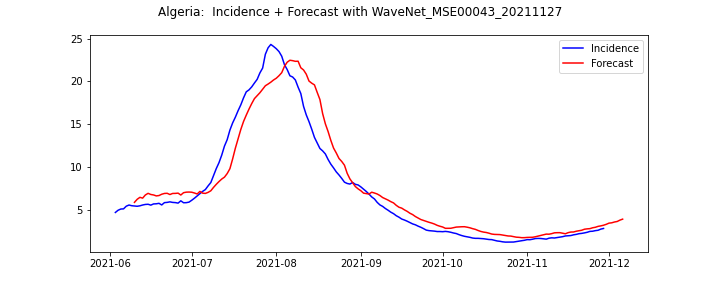 Algeria:  Incidence + Forecast with WaveNet_MSE00043_20211127
Incidence
Forecast
25
20
15
10
5
2021-06 2021-07 2021-08 2021-09 2021-10 2021-11 2021-12